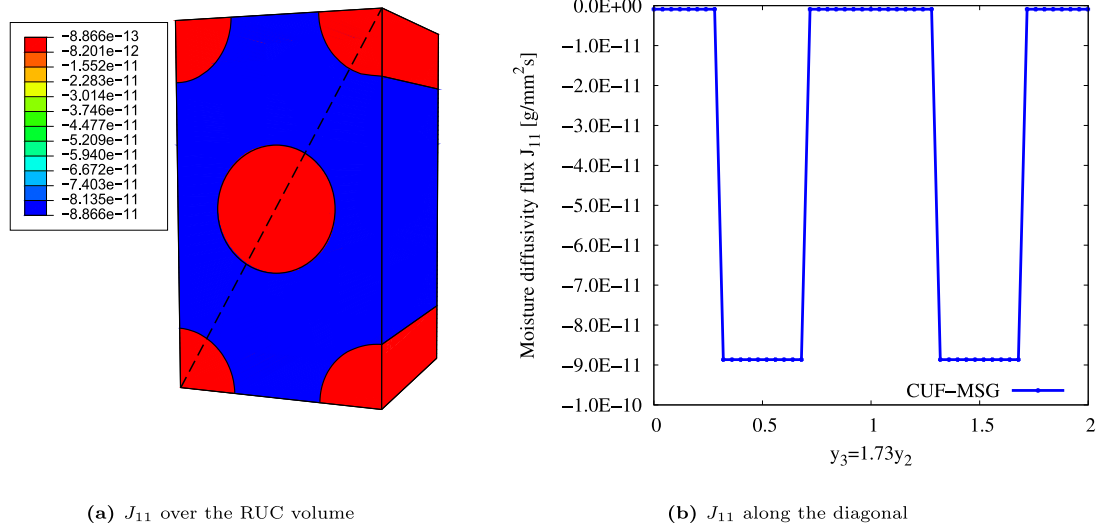 -8.866e-13
-8.201e-12
-1.552e-11
-2.283e-11
-3.014e-11
-3.746e-11
-4.477e-11
-5.209e-11
-5.940e-11
-6.672e-11
-7.403e-11
-8.135e-11
-8.866e-11
0.0E+00
−1.0E−11
−2.0E−11
−3.0E−11
−4.0E−11
−5.0E−11
−6.0E−11
−7.0E−11
−8.0E−11
−9.0E−11
−1.0E−10
Moisture diffusivity flux J₁₁ [g/mm²s]
CUF−MSG
0 0.5 1 1.5 2
y₃=1.73y₂
(a) J₁₁ over the RUC volume
(b) J₁₁ along the diagonal